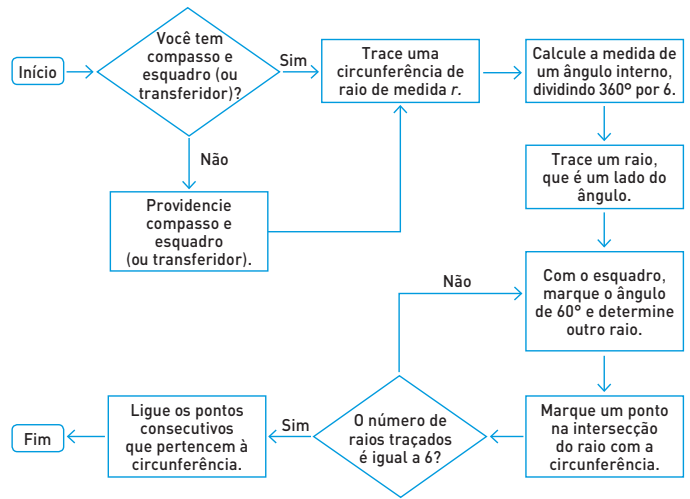 Início
Você tem
compasso e
esquadro (ou
transferidor)?
Sim
Trace uma
circunferência de
raio de medida r.
Calcule a medida de
um ângulo interno,
dividindo 360° por 6.
Não
Providencie
compasso e
esquadro
(ou transferidor).
Trace um raio,
que é um lado do
ângulo.
Com o esquadro,
marque o ângulo
de 60° e determine
outro raio.
Não
Marque um ponto
na intersecção
do raio com a
circunferência.
O número de
raios traçados
é igual a 6?
Sim
Ligue os pontos
consecutivos
que pertencem à
circunferência.
Fim